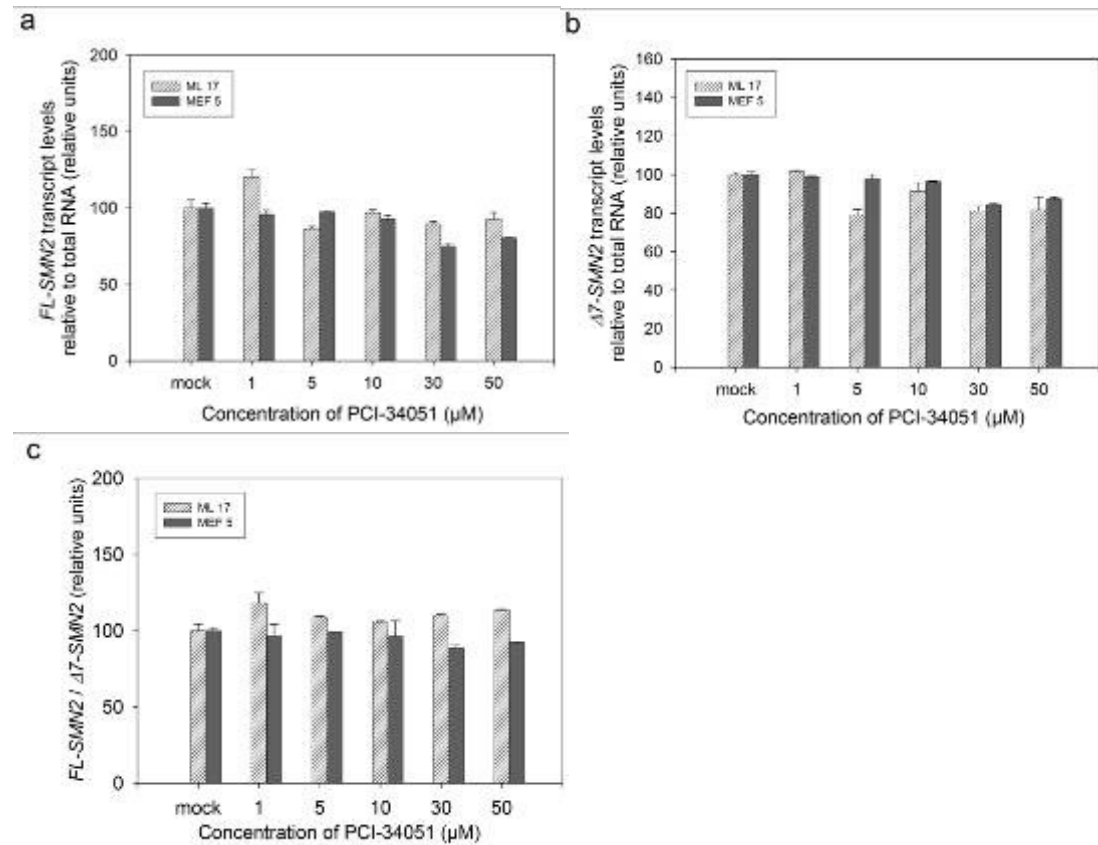 a
FL-SMN2 transcript levels
relative to total RNA (relative units)
200
150
100
50
0
ML 17
MEF 5
mock 1 5 10 30 50
Concentration of PCI-34051 (µM)
b
Δ7-SMN2 transcript levels
relative to total RNA (relative units)
160
140
120
100
80
60
40
20
0
ML 17
MEF 5
mock 1 5 10 30 50
Concentration of PCI-34051 (µM)
c
FL-SMN2 / Δ7-SMN2 (relative units)
200
150
100
50
0
ML 17
MEF 5
mock 1 5 10 30 50
Concentration of PCI-34051 (µM)